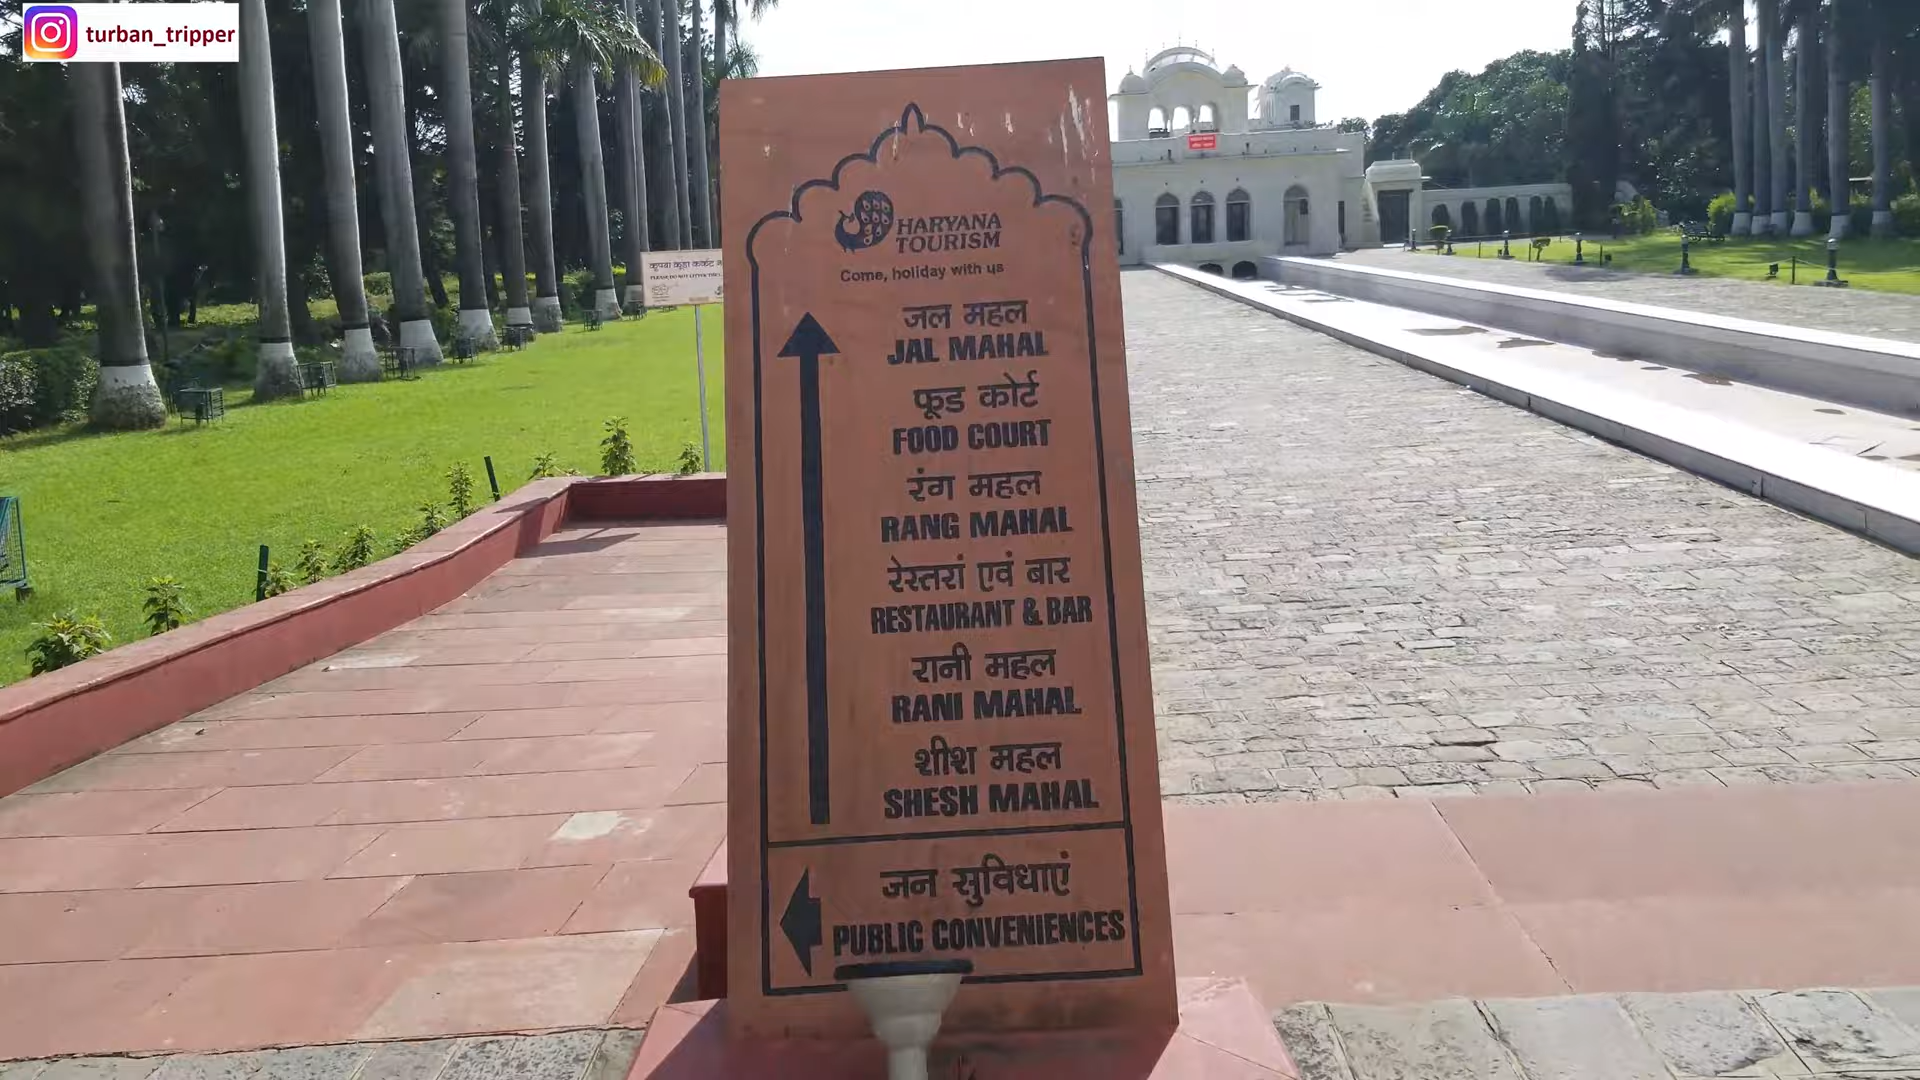 turban_tripper
HARYANA
TOURISM
Come, holiday with us
जल महल
JAL MAHAL
फूड कोर्ट
FOOD COURT
रंग महल
RANG MAHAL
रेस्तरां एवं बार
RESTAURANT & BAR
रानी महल
RANI MAHAL
शीश महल
SHESH MAHAL
जन सुविधाएं
PUBLIC CONVENIENCES